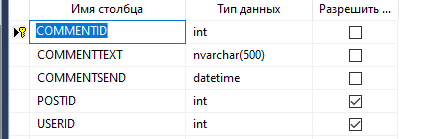 Имя столбца Тип данных Разрешить ...
COMMENTID int
COMMENTTEXT nvarchar(500)
COMMENTSEND datetime
POSTID int
USERID int